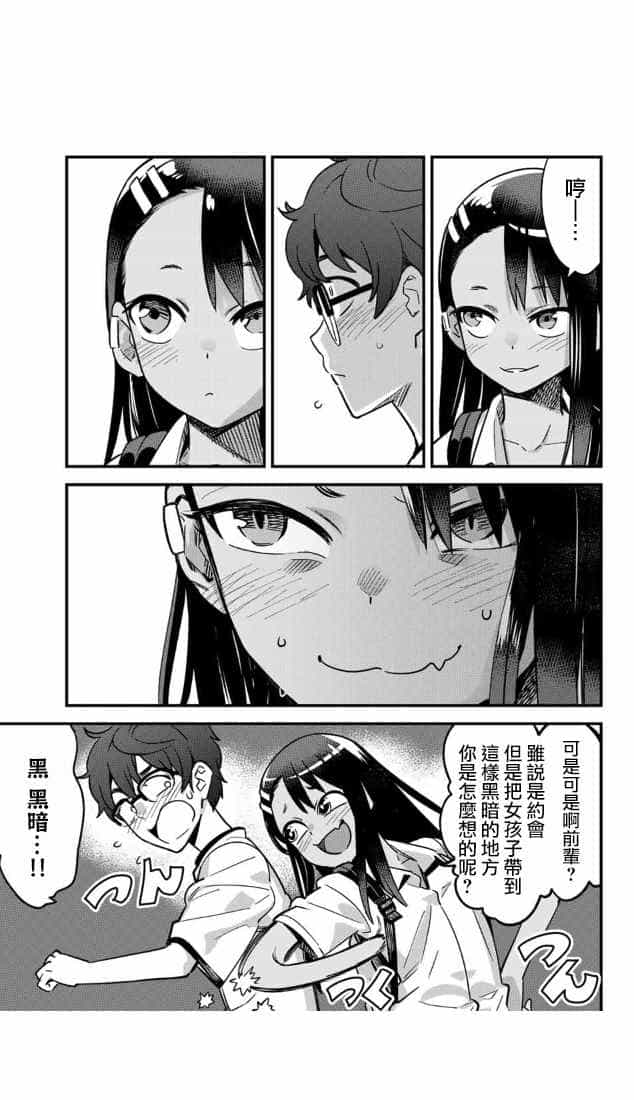 哼—…
可是可是啊前輩?
雖説是約會
但是把女孩子帶到
這樣黑暗的地方
你是怎麼想的呢?
つんつく
つん
黑 黑暗…!!